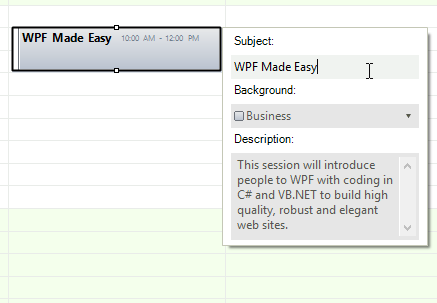 WPF Made Easy 10:00 AM - 12:00 PM
Subject:
WPF Made Easy
Background:
Business
Description:
This session will introduce
people to WPF with coding in
C# and VB.NET to build high
quality, robust and elegant
web sites.